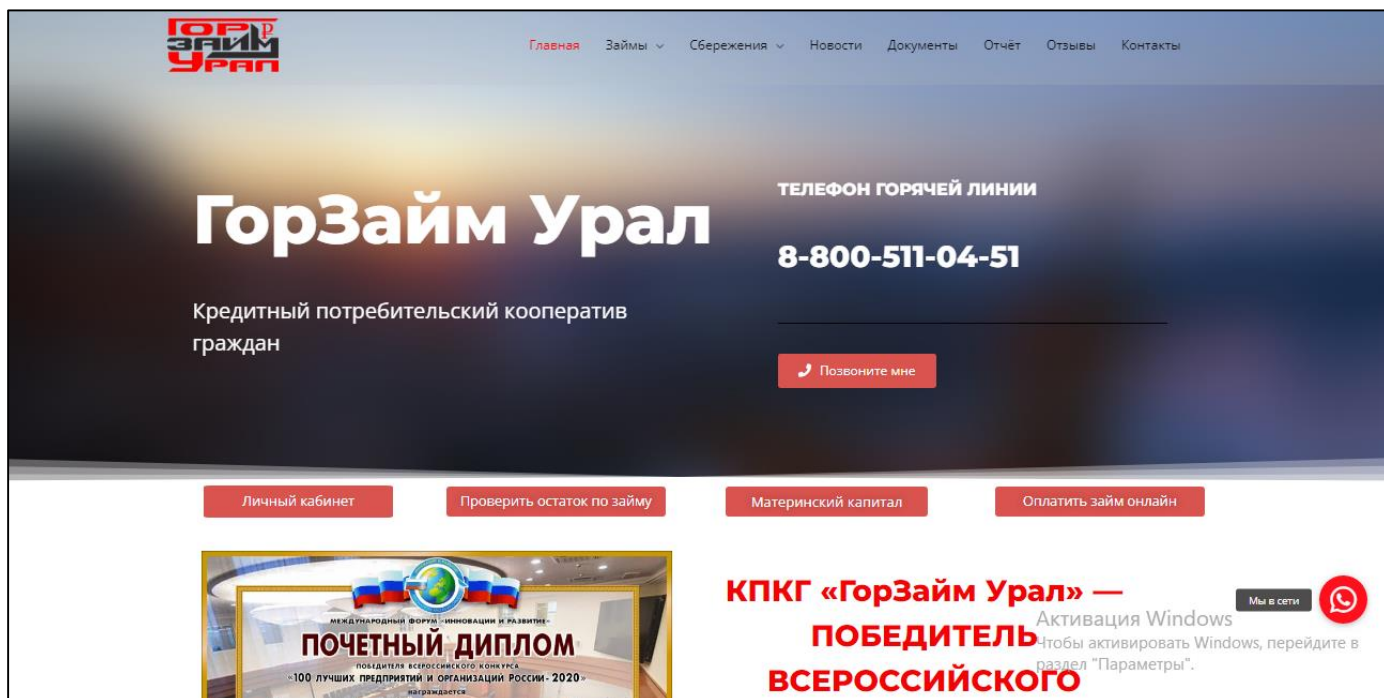 ГОР₽
ЗАЙМ
УРАЛ
Главная Займы Сбережения Новости Документы Отчёт Отзывы Контакты
ГорЗайм Урал
Кредитный потребительский кооператив
граждан
ТЕЛЕФОН ГОРЯЧЕЙ ЛИНИИ
8-800-511-04-51
Позвоните мне
Личный кабинет Проверить остаток по займу Материнский капитал Оплатить займ онлайн
МЕЖДУНАРОДНЫЙ ФОРУМ «ИННОВАЦИИ И РАЗВИТИЕ»
ПОЧЕТНЫЙ ДИПЛОМ
ПОБЕДИТЕЛЯ ВСЕРОССИЙСКОГО КОНКУРСА
«100 ЛУЧШИХ ПРЕДПРИЯТИЙ И ОРГАНИЗАЦИЙ РОССИИ - 2020»
награждается
КПКГ «ГорЗайм Урал» —
ПОБЕДИТЕЛЬ
ВСЕРОССИЙСКОГО
Мы в сети
Активация Windows
Чтобы активировать Windows, перейдите в
раздел "Параметры".